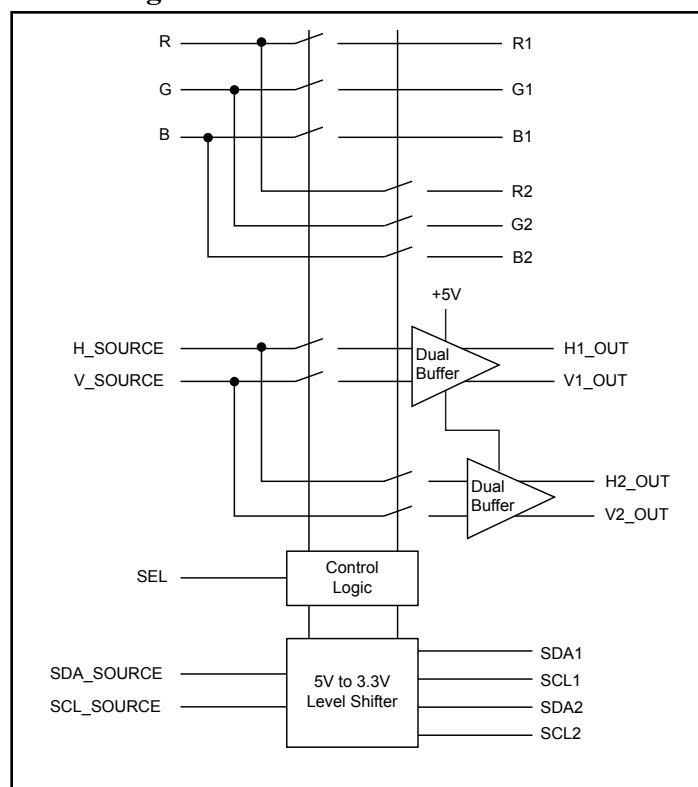 R
R1
G
G1
B
B1
R2
G2
B2
+5V
H_SOURCE
Dual
Buffer
H1_OUT
V_SOURCE
V1_OUT
Dual
Buffer
H2_OUT
V2_OUT
SEL
Control
Logic
SDA_SOURCE
SCL_SOURCE
5V to 3.3V
Level Shifter
SDA1
SCL1
SDA2
SCL2